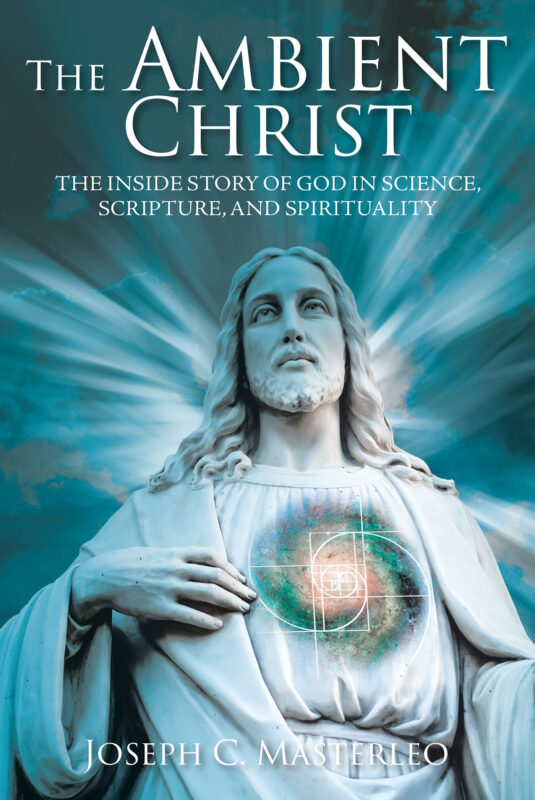 The Ambient
Christ
THE INSIDE STORY OF GOD IN SCIENCE,
SCRIPTURE, AND SPIRITUALITY
Joseph C. Masterleo